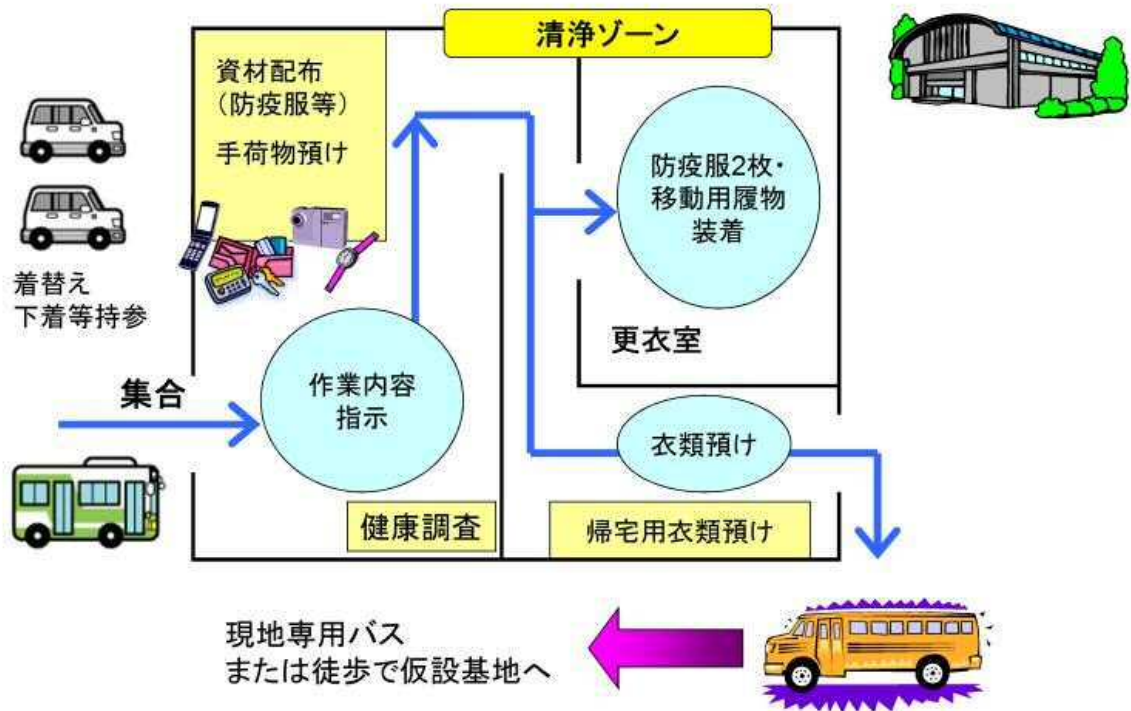 清浄ゾーン
資材配布
（防疫服等）
手荷物預け
着替え
下着等持参
集合
作業内容
指示
健康調査
防疫服2枚・
移動用履物
装着
更衣室
衣類預け
帰宅用衣類預け
現地専用バス
または徒歩で仮設基地へ